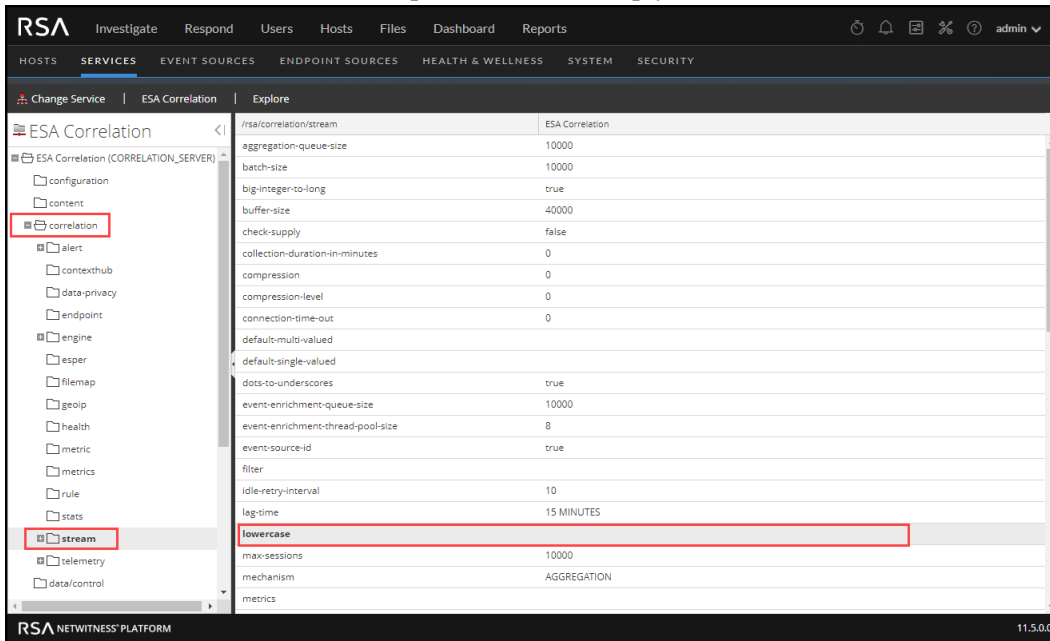 RSA Investigate Respond Users Hosts Files Dashboard Reports admin
HOSTS SERVICES EVENT SOURCES ENDPOINT SOURCES HEALTH & WELLNESS SYSTEM SECURITY
Change Service | ESA Correlation | Explore
ESA Correlation
ESA Correlation (CORRELATION_SERVER)
configuration
content
correlation
alert
contexthub
data-privacy
endpoint
engine
esper
filemap
geoip
health
metric
metrics
rule
stats
stream
telemetry
data/control
/rsa/correlation/stream ESA Correlation
aggregation-queue-size 10000
batch-size 10000
big-integer-to-long true
buffer-size 40000
check-supply false
collection-duration-in-minutes 0
compression 0
compression-level 0
connection-time-out 0
default-multi-valued
default-single-valued
dots-to-underscores true
event-enrichment-queue-size 10000
event-enrichment-thread-pool-size 8
event-source-id true
filter
idle-retry-interval 10
lag-time 15 MINUTES
lowercase
max-sessions 10000
mechanism AGGREGATION
metrics
RSA NETWITNESS® PLATFORM 11.5.0.0